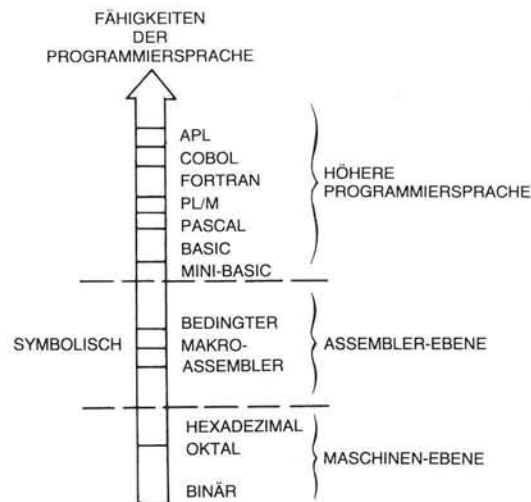 FÄHIGKEITEN
DER
PROGRAMMIERSPRACHE
APL
COBOL
FORTRAN
PL/M
PASCAL
BASIC
MINI-BASIC
HÖHERE
PROGRAMMIERSPRACHE
SYMBOLISCH
BEDINGTER
MAKRO-
ASSEMBLER
ASSEMBLER-EBENE
HEXADEZIMAL
OKTAL
BINÄR
MASCHINEN-EBENE